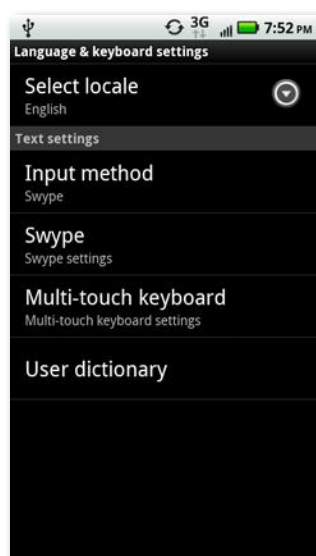 3G 7:52 PM
Language & keyboard settings
Select locale
English
Text settings
Input method
Swype
Swype
Swype settings
Multi-touch keyboard
Multi-touch keyboard settings
User dictionary